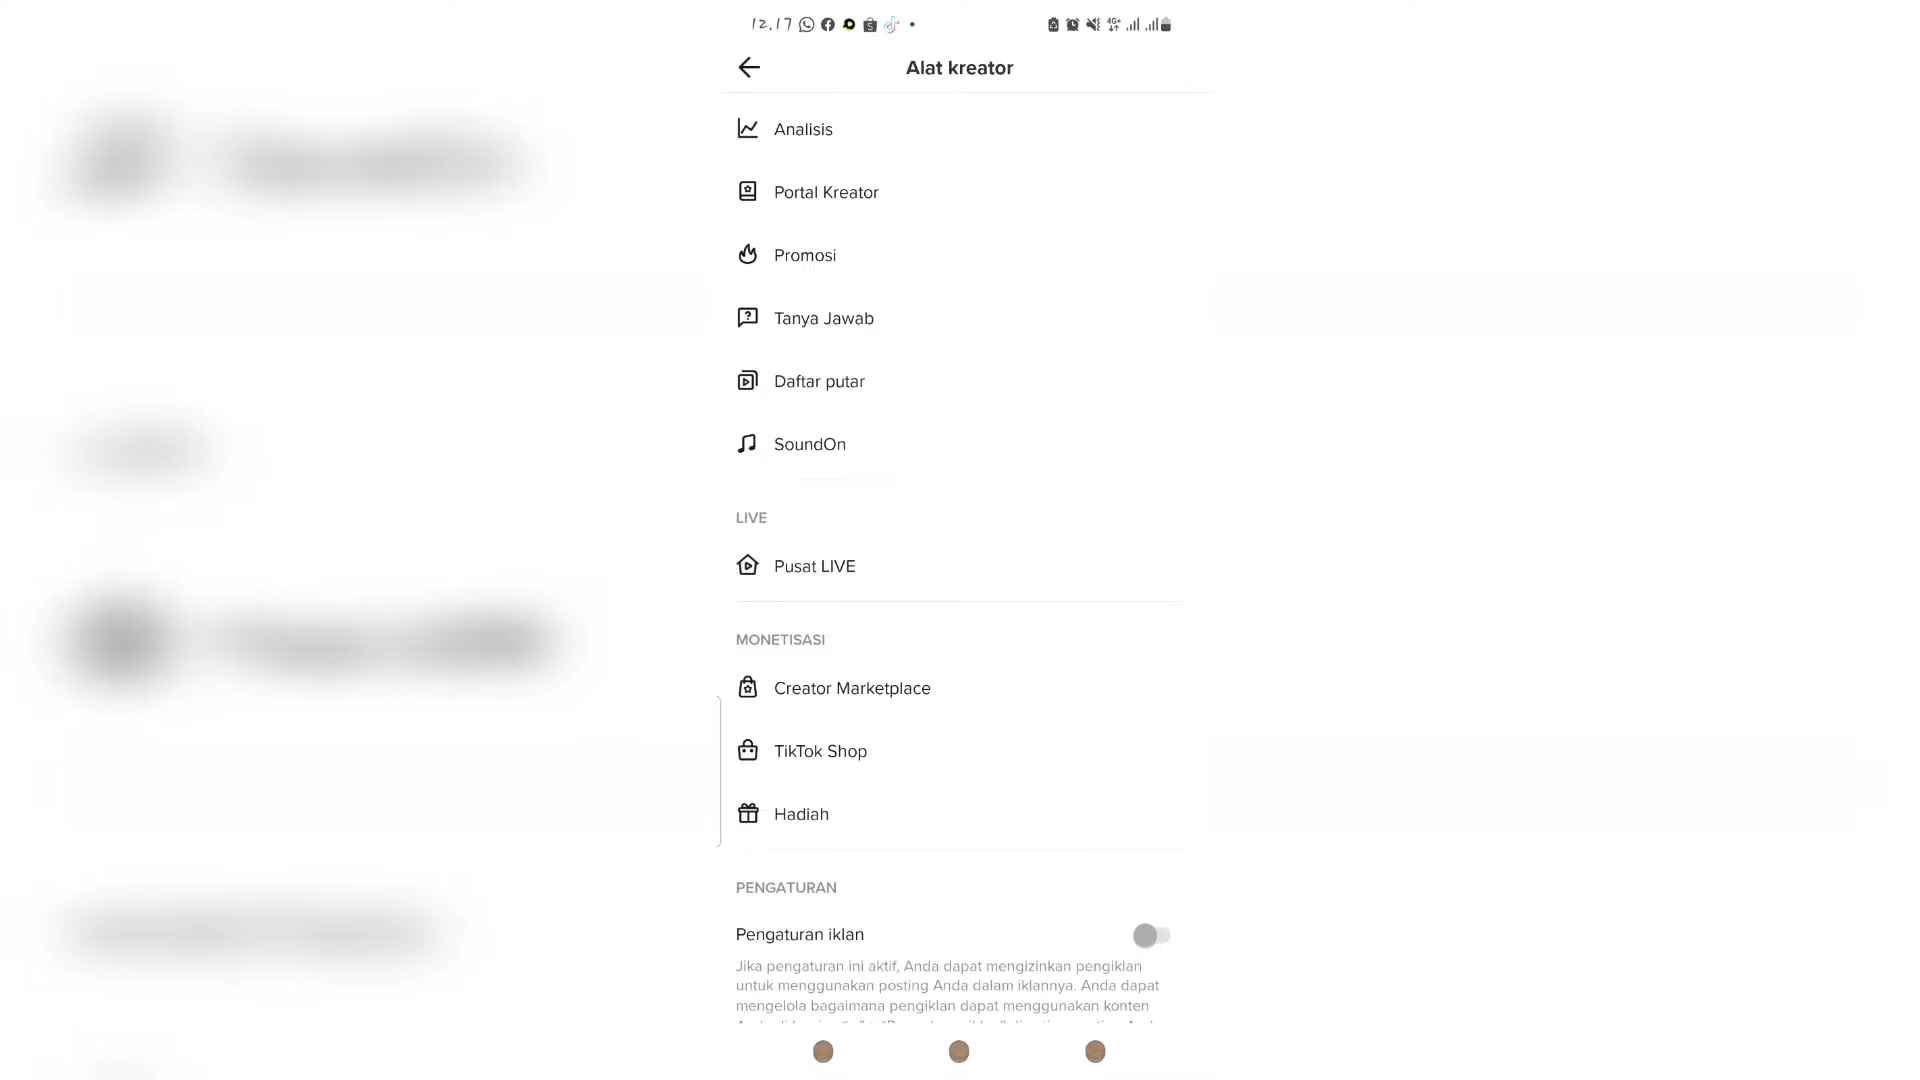 12.17
Alat kreator
Analisis
Portal Kreator
Promosi
Tanya Jawab
Daftar putar
SoundOn
LIVE
Pusat LIVE
MONETISASI
Creator Marketplace
TikTok Shop
Hadiah
PENGATURAN
Pengaturan iklan
Jika pengaturan ini aktif, Anda dapat mengizinkan pengiklan
untuk menggunakan posting Anda dalam iklannya. Anda dapat
mengelola bagaimana pengiklan dapat menggunakan konten